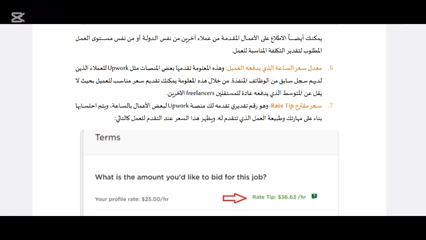 CapCut
يمكنك أيضاً الاطلاع على الأعمال المقدمة من عملاء آخرين من نفس الدولة أو من نفس مستوى العمل
المطلوب لتقدير التكلفة المناسبة للعمل.
6. معدل سعر الساعة الذي يدفعه العميل: وهذه المعلومة تقدمها بعض المنصات مثل Upwork للعملاء الذين
لديهم سجل سابق من الوظائف المنفذة. من خلال هذه المعلومة يمكنك تقديم سعر مناسب للعميل بحيث لا
يقل عن المتوسط الذي يدفعه عادة للمستقلين freelancers الآخرين.
7. سعر مقترح Rate Tip: وهو رقم تقديري تقدمه لك منصة Upwork لبعض الأعمال بالساعة، ويتم احتسابها
بناء على مهارتك وطبيعة العمل الذي تتقدم له. ويظهر هذا السعر عند التقدم للعمل كالتالي:
Terms
What is the amount you'd like to bid for this job?
Your profile rate: $25.00/hr
Rate Tip: $36.63 /hr